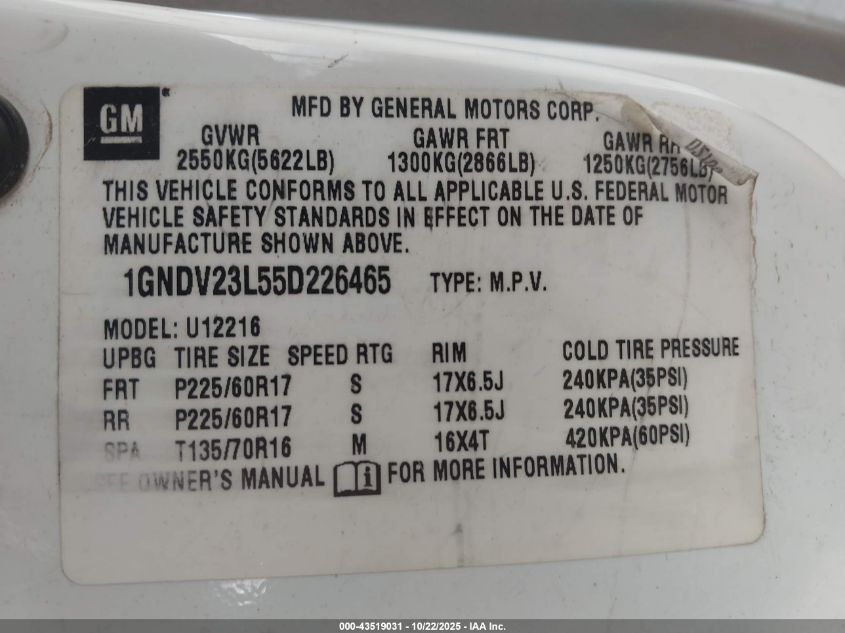 GM
MFD BY GENERAL MOTORS CORP.
GVWR GAWR FRT GAWR RR
2550KG(5622LB) 1300KG(2866LB) 1250KG(2756LB)
THIS VEHICLE CONFORMS TO ALL APPLICABLE U.S. FEDERAL MOTOR
VEHICLE SAFETY STANDARDS IN EFFECT ON THE DATE OF
MANUFACTURE SHOWN ABOVE.
1GNDV23L55D226465 TYPE: M.P.V.
MODEL: U12216
UPBG TIRE SIZE SPEED RTG RIM COLD TIRE PRESSURE
FRT P225/60R17 S 17X6.5J 240KPA(35PSI)
RR P225/60R17 S 17X6.5J 240KPA(35PSI)
SPA T135/70R16 M 16X4T 420KPA(60PSI)
SEE OWNER'S MANUAL FOR MORE INFORMATION.
000-43519031 - 10/22/2025 - IAA Inc.